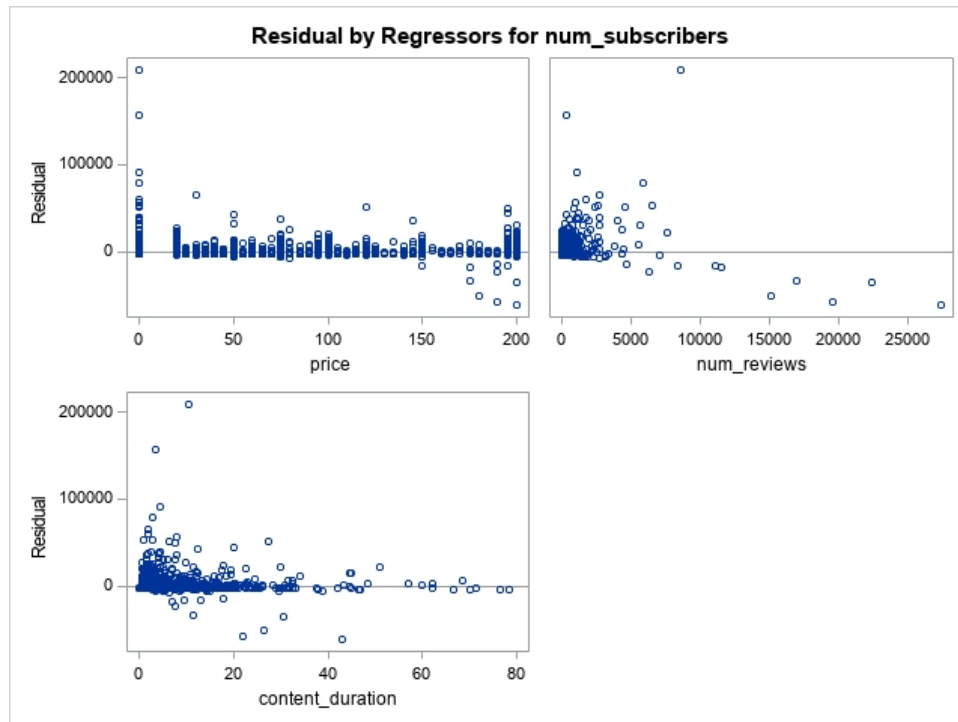 Residual by Regressors for num_subscribers
200000
100000
0
Residual
0 50 100 150 200
price
0 5000 10000 15000 20000 25000
num_reviews
200000
100000
0
Residual
0 20 40 60 80
content_duration